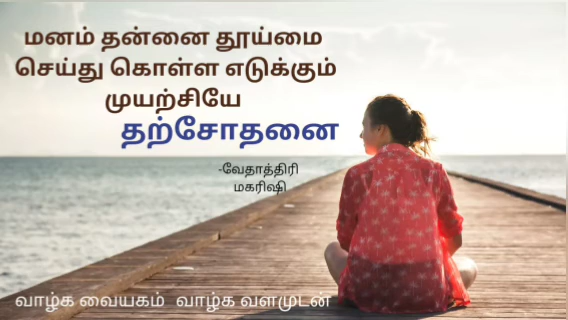 மனம் தன்னை தூய்மை
செய்து கொள்ள எடுக்கும்
முயற்சியே
தற்சோதனை
-வேதாத்திரி
மகரிஷி
வாழ்க வையகம் வாழ்க வளமுடன்